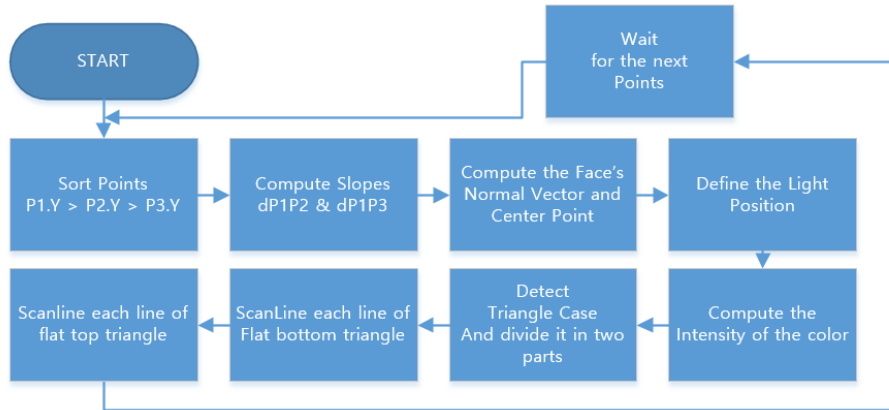 START
Wait
for the next
Points
Sort Points
P1.Y > P2.Y > P3.Y
Compute Slopes
dP1P2 & dP1P3
Compute the Face's
Normal Vector and
Center Point
Define the Light
Position
Scanline each line of
flat top triangle
ScanLine each line of
Flat bottom triangle
Detect
Triangle Case
And divide it in two
parts
Compute the
Intensity of the color